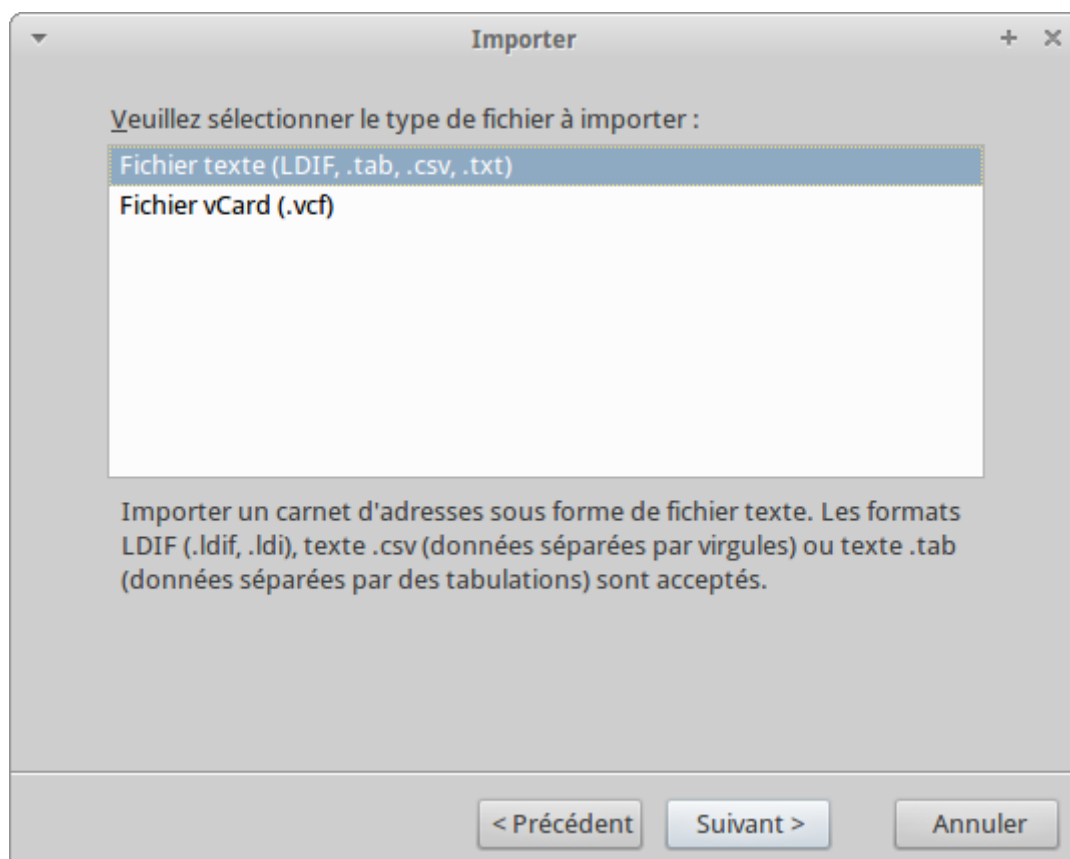 Importer
Veuillez sélectionner le type de fichier à importer :
Fichier texte (LDIF, .tab, .csv, .txt)
Fichier vCard (.vcf)
Importer un carnet d'adresses sous forme de fichier texte. Les formats
LDIF (.ldif, .ldi), texte .csv (données séparées par virgules) ou texte .tab
(données séparées par des tabulations) sont acceptés.
< Précédent Suivant > Annuler